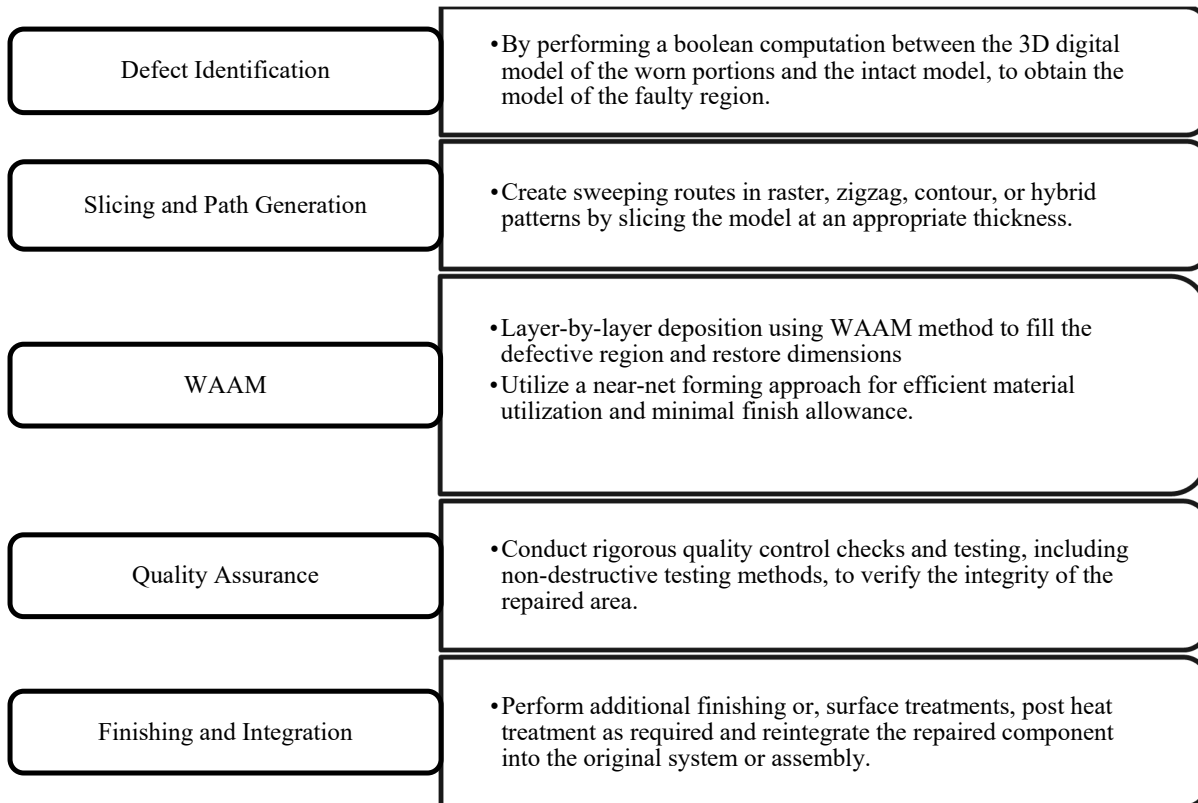 Defect Identification
•By performing a boolean computation between the 3D digital
model of the worn portions and the intact model, to obtain the
model of the faulty region.
Slicing and Path Generation
•Create sweeping routes in raster, zigzag, contour, or hybrid
patterns by slicing the model at an appropriate thickness.
WAAM
•Layer-by-layer deposition using WAAM method to fill the
defective region and restore dimensions
•Utilize a near-net forming approach for efficient material
utilization and minimal finish allowance.
Quality Assurance
•Conduct rigorous quality control checks and testing, including
non-destructive testing methods, to verify the integrity of the
repaired area.
Finishing and Integration
•Perform additional finishing or, surface treatments, post heat
treatment as required and reintegrate the repaired component
into the original system or assembly.